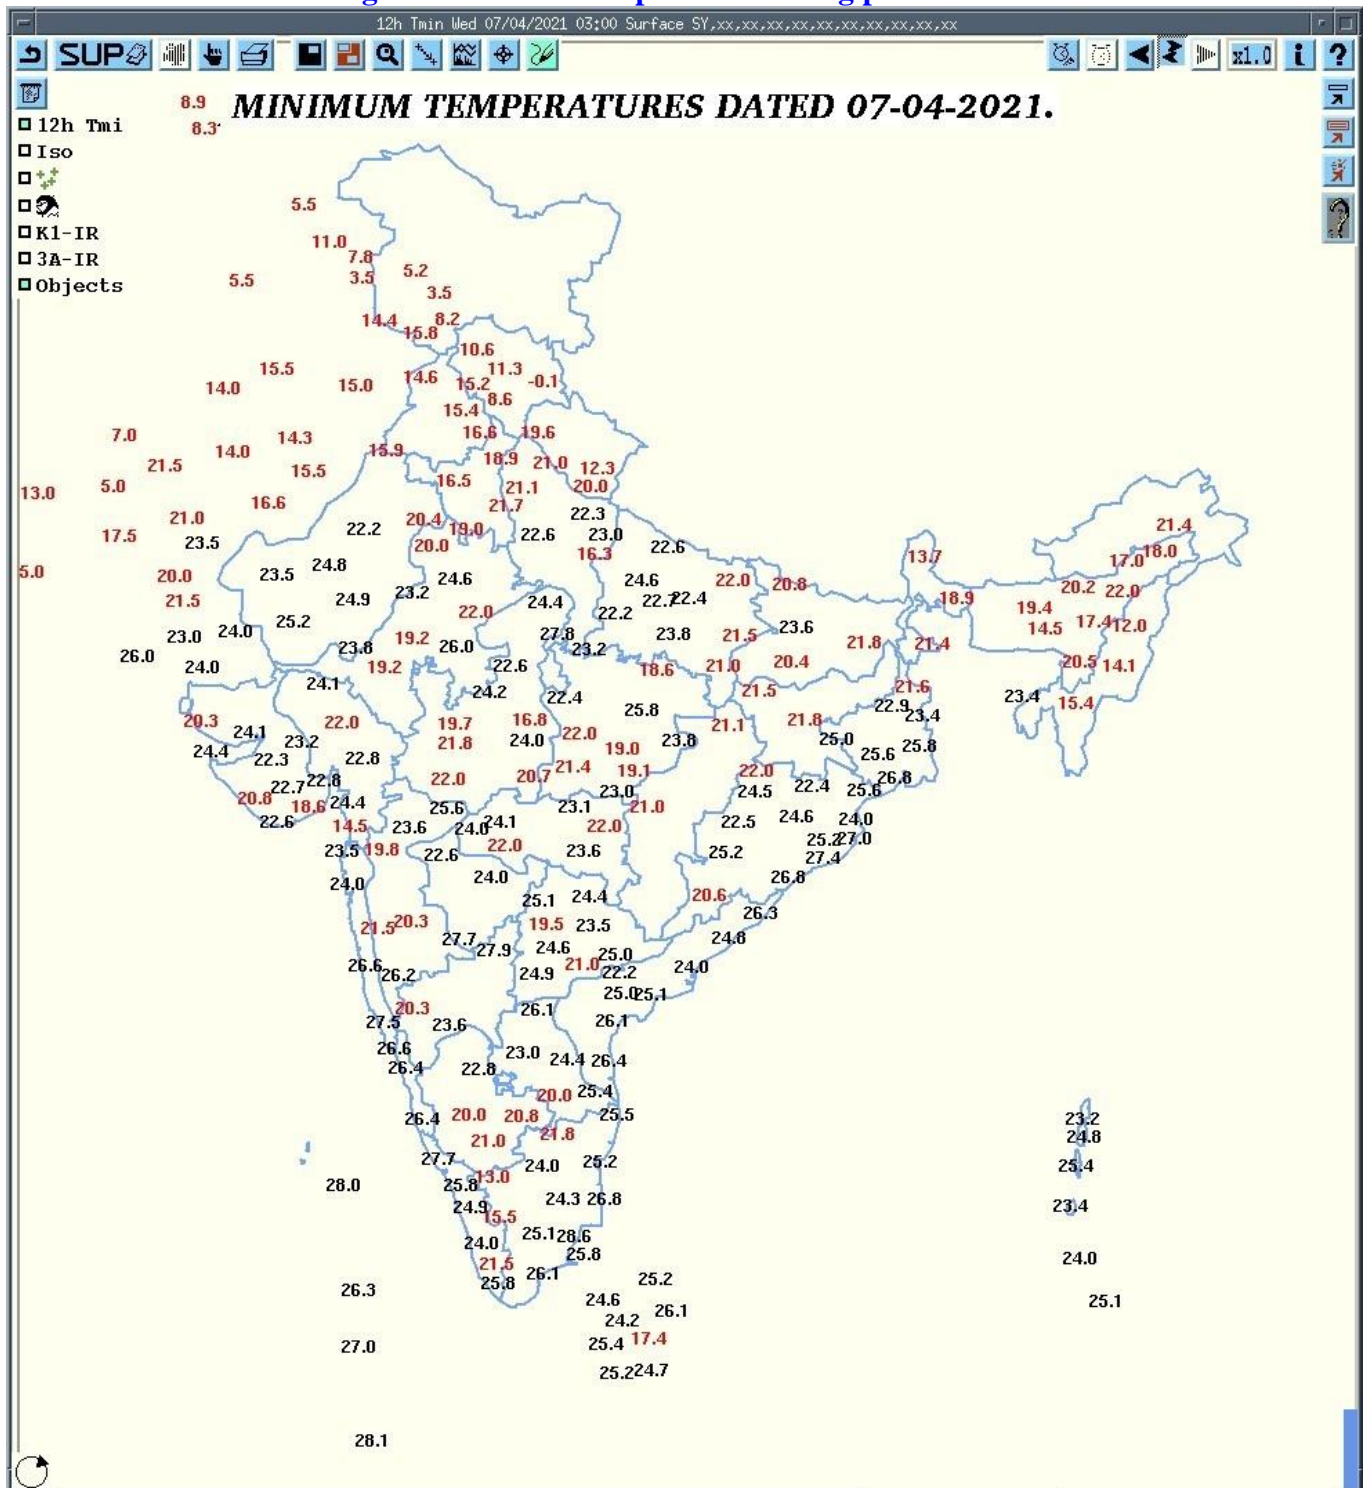 12h Tmin Wed 07/04/2021 03:00 Surface SY,xx,xx,xx,xx,xx,xx,xx,xx,xx
SUP x1.0 i ?
8.9 MINIMUM TEMPERATURES DATED 07-04-2021.
12h Tmi 8.3
Iso
5.5
K1-IR 11.0
3A-IR 7.8
Objects 5.5 3.5 5.2
3.5
14.4 8.2
15.8
10.6
15.5 11.3
14.0 15.0 14.6 15.2 -0.1
8.6
15.4
7.0 14.3 16.6 19.6
14.0 15.9
21.5 15.5 18.9 21.0 12.3
13.0 5.0 16.5 21.1 20.0
16.6 21.7
21.0 20.4 22.3
17.5 22.2 19.0 22.6 23.0 21.4
23.5 20.0 16.3 22.6 13.7 17.0 18.0
5.0 20.0 23.5 24.8 24.6 24.6 22.0 20.8 20.2 22.0
21.5 24.9 23.2 22.0 24.4 22.2 22.7 22.4 18.9 19.4
23.0 24.0 25.2 19.2 27.8 23.8 21.5 23.6 14.5 17.4 12.0
26.0 23.8 26.0 23.2 21.8 21.4
24.0 19.2 22.6 18.6 21.0 20.4 20.5 14.1
24.1 24.2 22.4 21.5 21.6 23.4 15.4
20.3 22.0 19.7 16.8 25.8 21.1 21.8 22.9 23.4
24.1 23.2 21.8 24.0 22.0 23.8 25.0
24.4 22.3 22.8 19.0 25.6 25.8
22.7 22.8 22.0 20.7 21.4 19.1 22.0 26.8
20.8 18.6 24.4 25.6 23.1 23.0 21.0 24.5 22.4 25.6
22.6 14.5 23.6 24.0 24.1 22.0 22.5 24.6 24.0
23.5 19.8 22.6 22.0 23.6 25.2 25.2 27.0
27.4
24.0 24.0 26.8
25.1 24.4 20.6
21.5 20.3 19.5 23.5 26.3
27.7 27.9 24.6 25.0 24.8
26.6 26.2 24.9 21.0 22.2 24.0
25.0 25.1
20.3 26.1
27.5 23.6 26.1
26.6 23.0
26.4 22.8 24.4 26.4
20.0 25.4
26.4 20.0 20.8 25.5 23.2
21.0 21.8 24.8
27.7 24.0 25.2 25.4
28.0 25.8 13.0
24.9 24.3 26.8 23.4
15.5
24.0 25.1 28.6
21.5 25.8 24.0
25.8 26.1 25.2
26.3 24.6 26.1 25.1
24.2
27.0 25.4 17.4
25.2 24.7
28.1